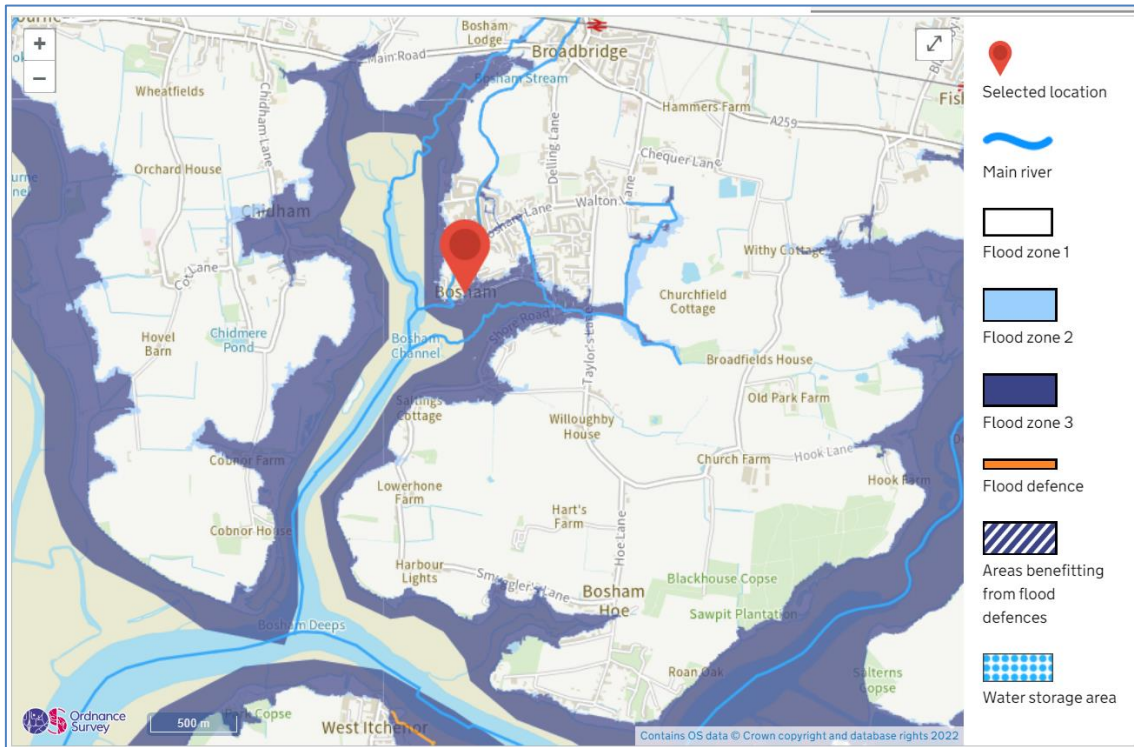 +
−
Bosham
Lodge
Broadbridge
Main Road
Bosham Stream
Wheatfields
Chidham Lane
Hammers Farm
A259
Fis
Delling Lane
Chequer Lane
Orchard House
Walton Lane
Chidham
Withy Cottage
Cot Lane
Bosham
Churchfield
Cottage
Hovel
Barn
Chidmere
Pond
Bosham
Channel
Shore Road
Taylor's Lane
Broadfields House
Saltings
Cottage
Old Park Farm
Willoughby
House
Cobnor Farm
Church Farm
Hook Lane
Hook Farm
Lowerhone
Farm
Hart's
Farm
Cobnor House
Hoe Lane
Harbour
Lights
Smuggler's Lane
Bosham
Hoe
Blackhouse Copse
Sawpit Plantation
Bosham Deeps
Roan Oak
Salterns
Copse
Copse
West Itchenor
Ordnance
Survey
500 m
Contains OS data © Crown copyright and database rights 2022
Selected location
Main river
Flood zone 1
Flood zone 2
Flood zone 3
Flood defence
Areas benefitting
from flood
defences
Water storage area